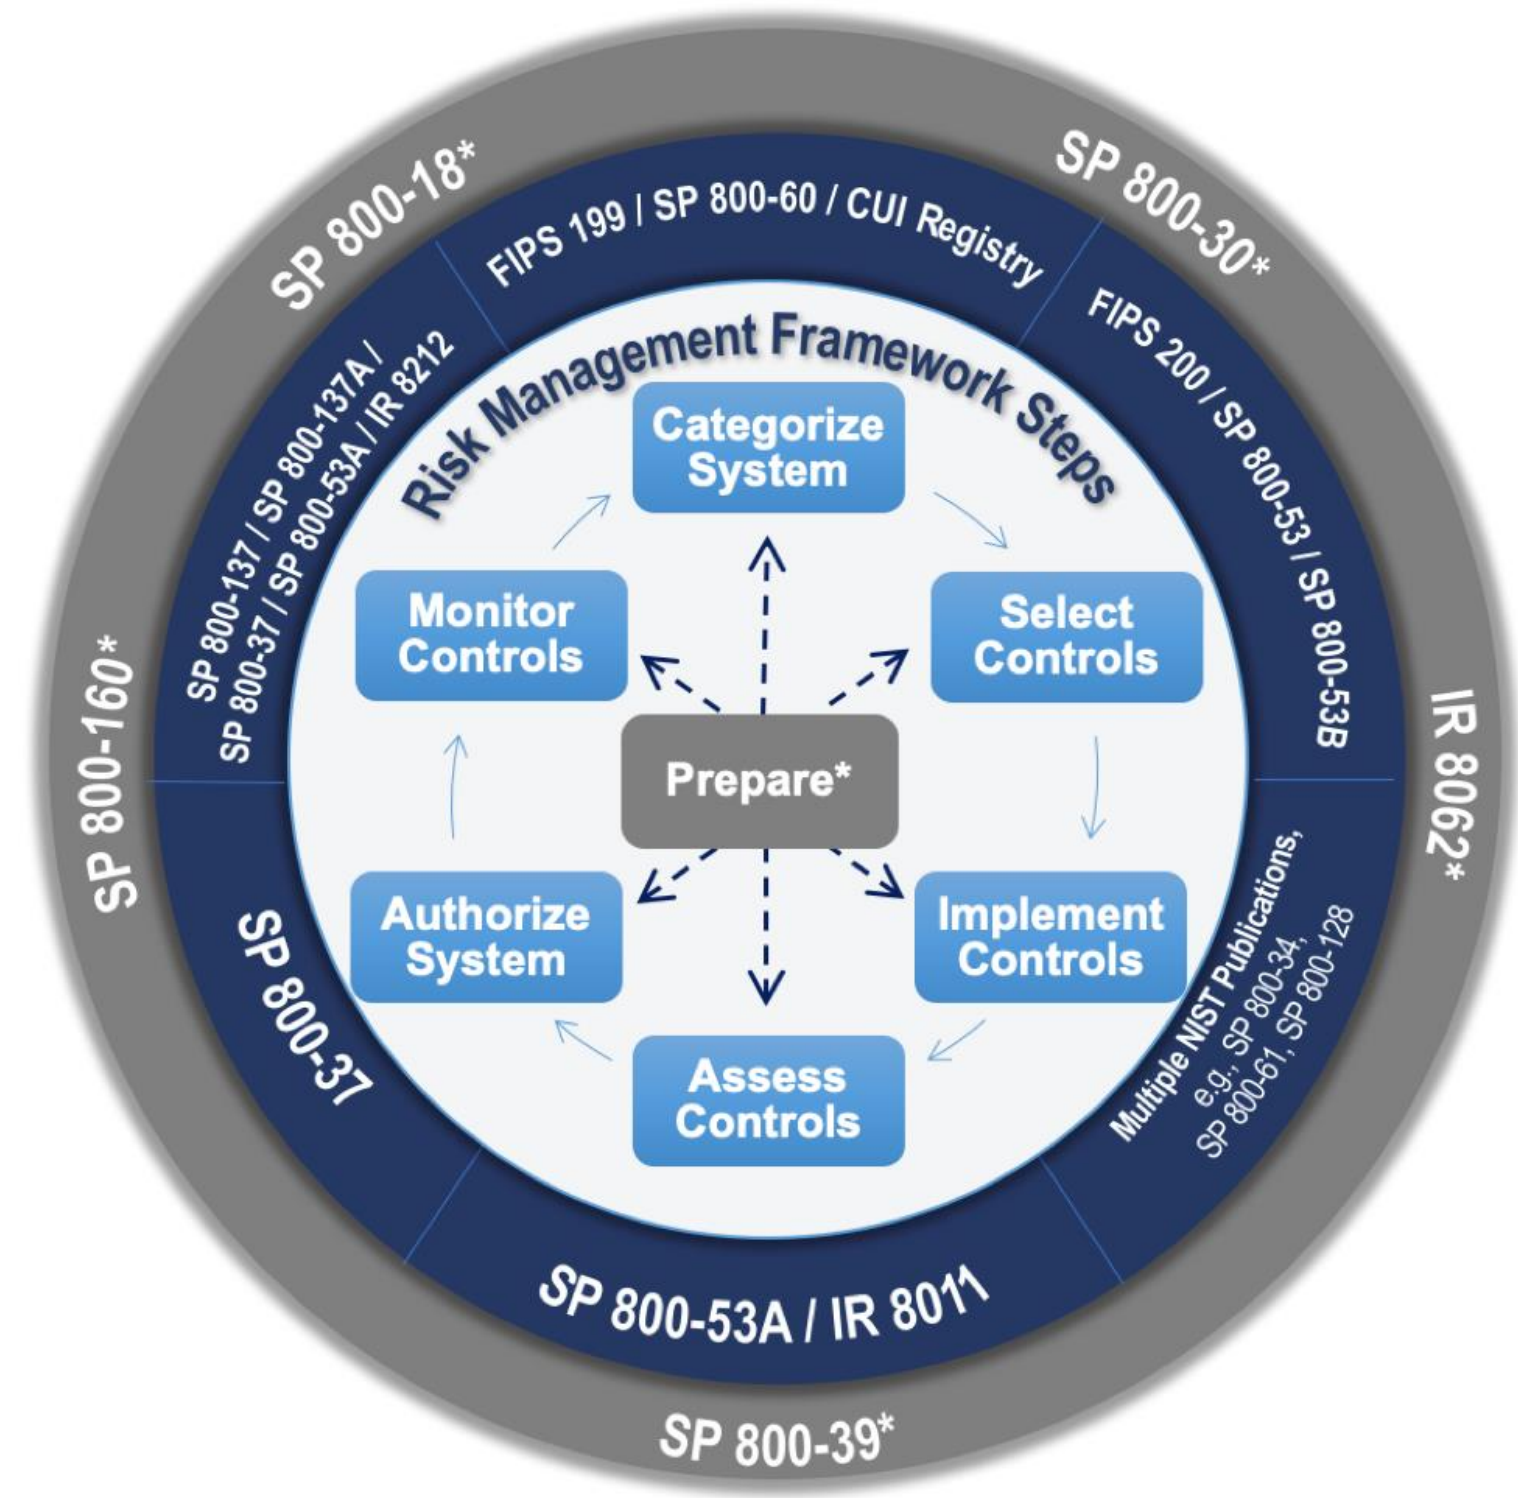 SP 800-18*
SP 800-30*
IR 8062*
SP 800-39*
SP 800-160*
FIPS 199 / SP 800-60 / CUI Registry
FIPS 200 / SP 800-53 / SP 800-53B
Multiple NIST Publications,
e.g., SP 800-34,
SP 800-61, SP 800-128
SP 800-53A / IR 8011
SP 800-37
SP 800-137 / SP 800-137A /
SP 800-37 / SP 800-53A / IR 8212
Risk Management Framework Steps
Categorize
System
Select
Controls
Implement
Controls
Assess
Controls
Authorize
System
Monitor
Controls
Prepare*